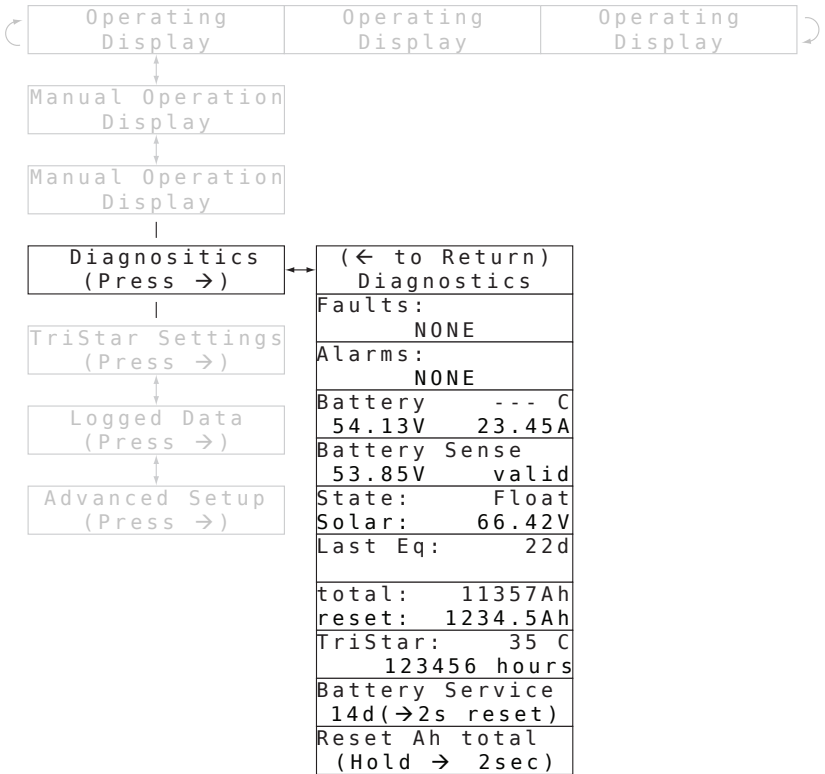 Operating Operating Operating
Display Display Display
Manual Operation
Display
Manual Operation
Display
Diagnositics
(Press →)
TriStar Settings
(Press →)
Logged Data
(Press →)
Advanced Setup
(Press →)
(← to Return)
Diagnostics
Faults:
NONE
Alarms:
NONE
Battery --- C
54.13V 23.45A
Battery Sense
53.85V valid
State: Float
Solar: 66.42V
Last Eq: 22d
total: 11357Ah
reset: 1234.5Ah
TriStar: 35 C
123456 hours
Battery Service
14d(→2s reset)
Reset Ah total
(Hold → 2sec)